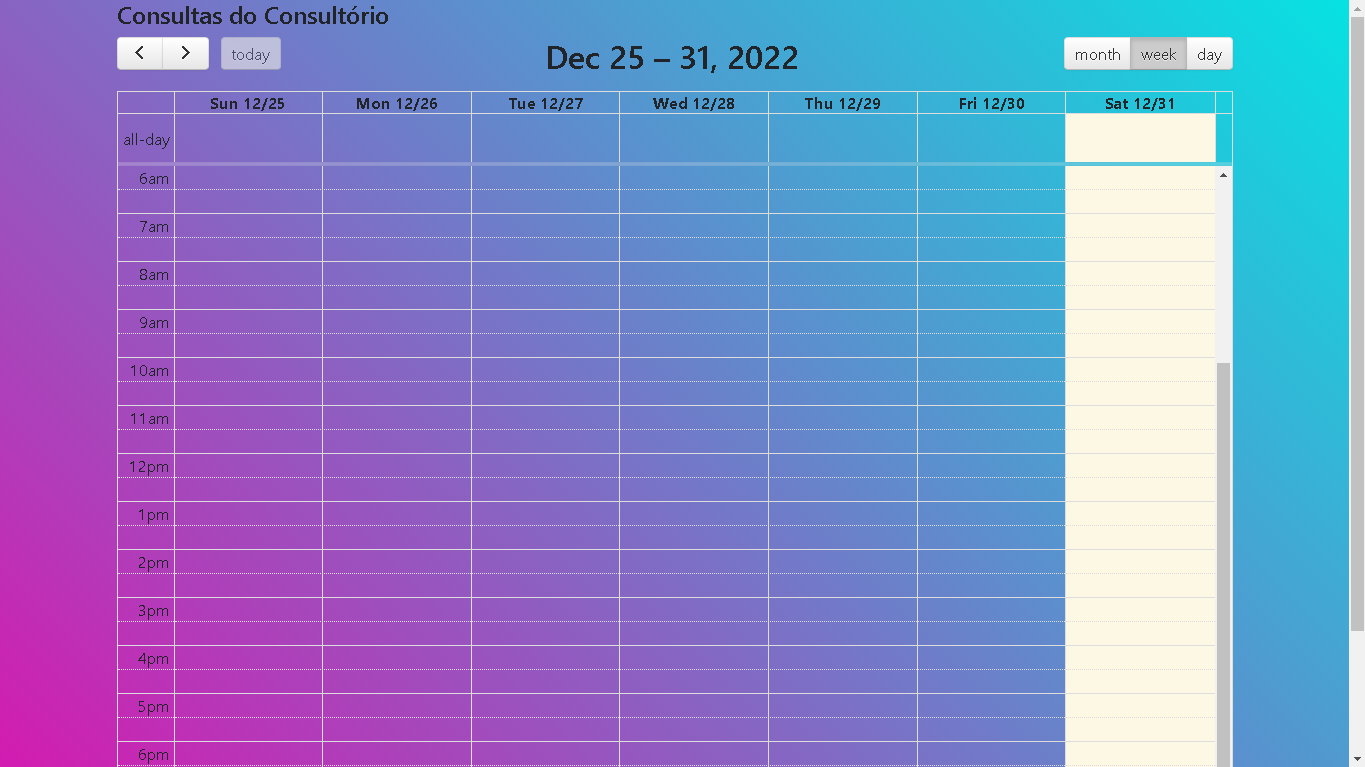 Consultas do Consultório
today
Dec 25 – 31, 2022
month week day
Sun 12/25 Mon 12/26 Tue 12/27 Wed 12/28 Thu 12/29 Fri 12/30 Sat 12/31
all-day
6am
7am
8am
9am
10am
11am
12pm
1pm
2pm
3pm
4pm
5pm
6pm